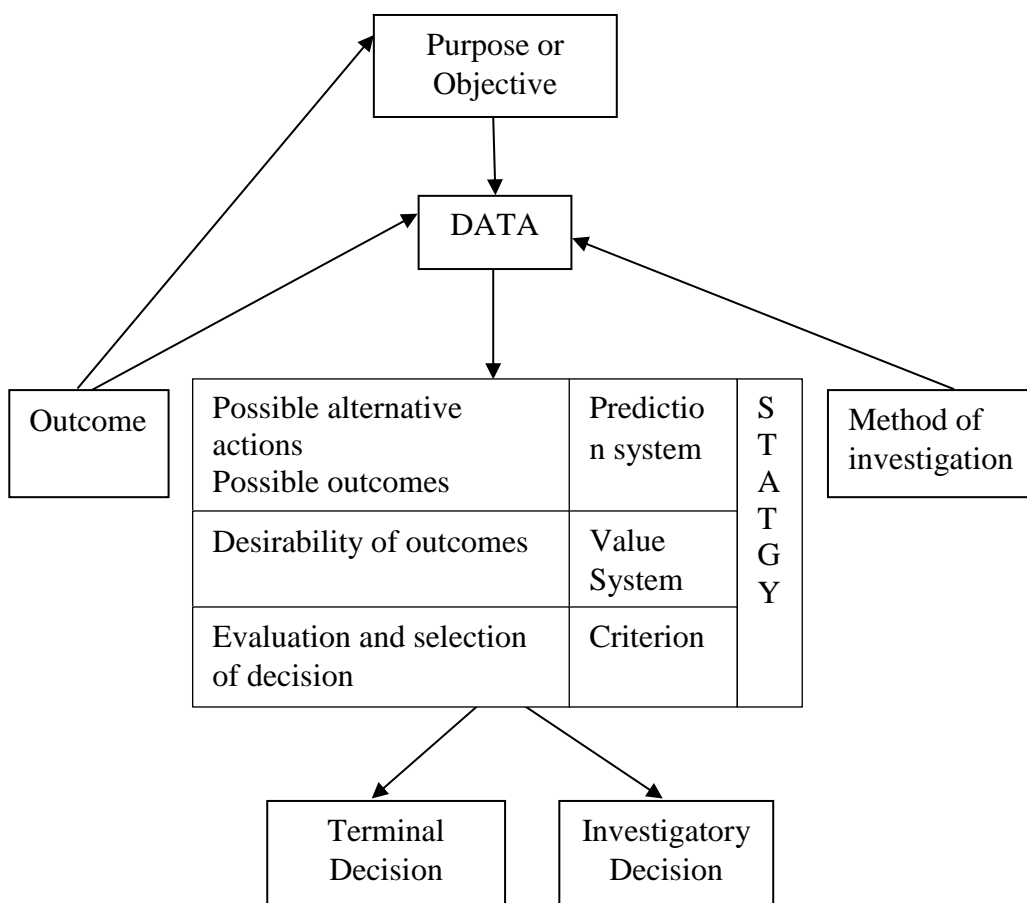 Purpose or
Objective
DATA
Outcome
Possible alternative
actions
Possible outcomes
Predictio
n system
Desirability of outcomes
Value
System
Evaluation and selection
of decision
Criterion
S
T
A
T
G
Y
Method of
investigation
Terminal
Decision
Investigatory
Decision